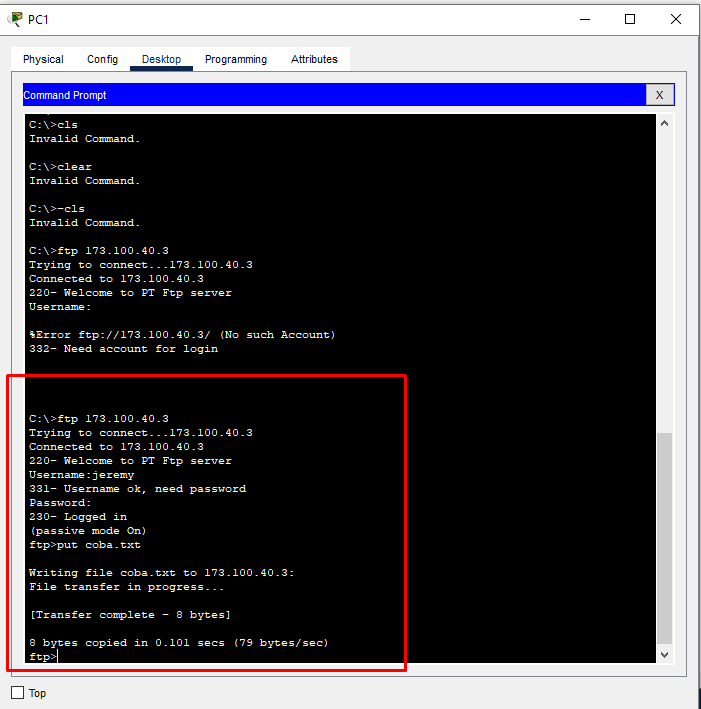 PC1
Physical Config Desktop Programming Attributes
Command Prompt X
C:\>cls
Invalid Command.
C:\>clear
Invalid Command.
C:\>-cls
Invalid Command.
C:\>ftp 173.100.40.3
Trying to connect...173.100.40.3
Connected to 173.100.40.3
220- Welcome to PT Ftp server
Username:
%Error ftp://173.100.40.3/ (No such Account)
332- Need account for login
C:\>ftp 173.100.40.3
Trying to connect...173.100.40.3
Connected to 173.100.40.3
220- Welcome to PT Ftp server
Username:jeremy
331- Username ok, need password
Password:
230- Logged in
(passive mode On)
ftp>put coba.txt
Writing file coba.txt to 173.100.40.3:
File transfer in progress...
[Transfer complete - 8 bytes]
8 bytes copied in 0.101 secs (79 bytes/sec)
ftp>
Top